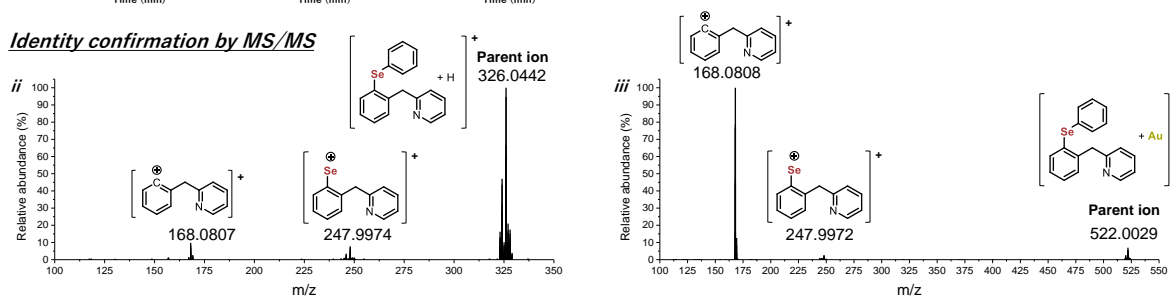 Time (min)
Time (min)
Time (min)
Identity confirmation by MS/MS
ii
Relative abundance (%)
100
90
80
70
60
50
40
30
20
10
0
100
125
150
175
200
225
250
275
300
325
350
m/z
C
N
+
168.0807
Se
N
+
247.9974
Se
N
+ H
+
Parent ion
326.0442
iii
Relative abundance (%)
100
90
80
70
60
50
40
30
20
10
0
100 125 150 175 200 225 250 275 300 325 350 375 400 425 450 475 500 525 550
m/z
C
N
+
168.0808
Se
N
+
247.9972
Se
N
+ Au
+
Parent ion
522.0029